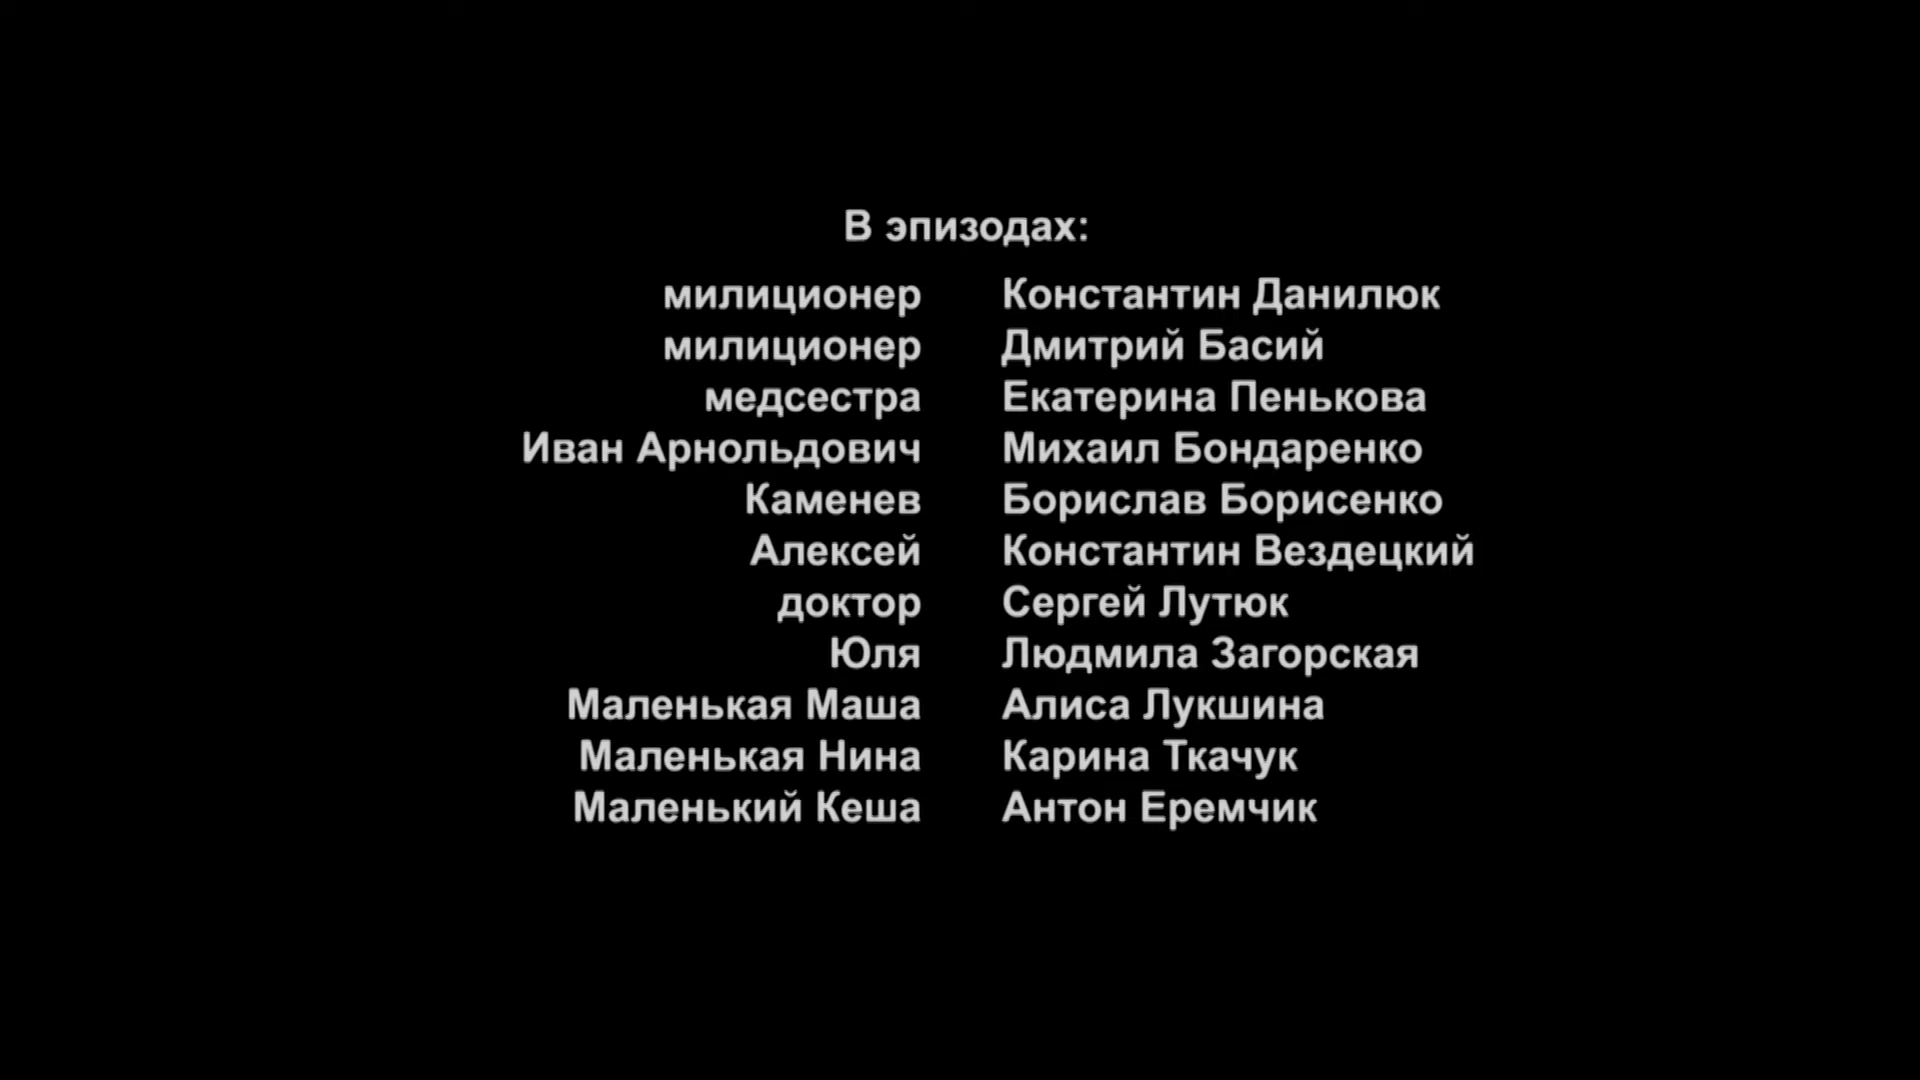 В эпизодах:
милиционер Константин Данилюк
милиционер Дмитрий Басий
медсестра Екатерина Пенькова
Иван Арнольдович Михаил Бондаренко
Каменев Борислав Борисенко
Алексей Константин Вездецкий
доктор Сергей Лутюк
Юля Людмила Загорская
Маленькая Маша Алиса Лукшина
Маленькая Нина Карина Ткачук
Маленький Кеша Антон Еремчик